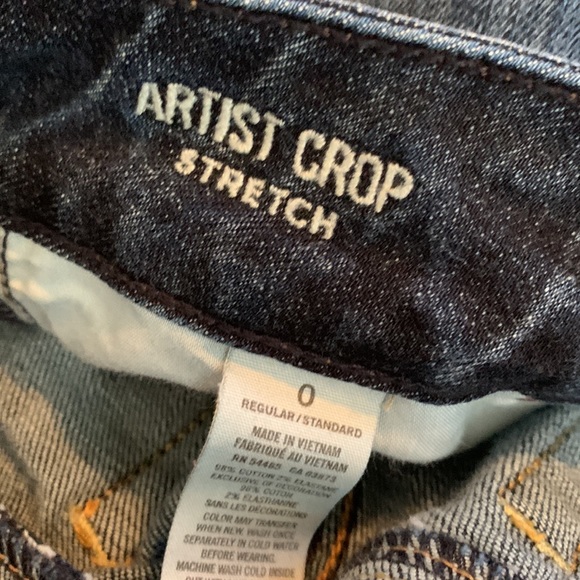 ARTIST CROP
STRETCH
0
REGULAR/STANDARD
MADE IN VIETNAM
FABRIQUÉ AU VIETNAM
RN 54485 CA 03673
98% COTTON 2% ELASTANE
EXCLUSIVE OF DECORATION
98% COTON
2% ÉLASTHANNE
SANS LES DÉCORATIONS
COLOR MAY TRANSFER
WHEN NEW. WASH ONCE
SEPARATELY IN COLD WATER
BEFORE WEARING.
MACHINE WASH COLD INSIDE